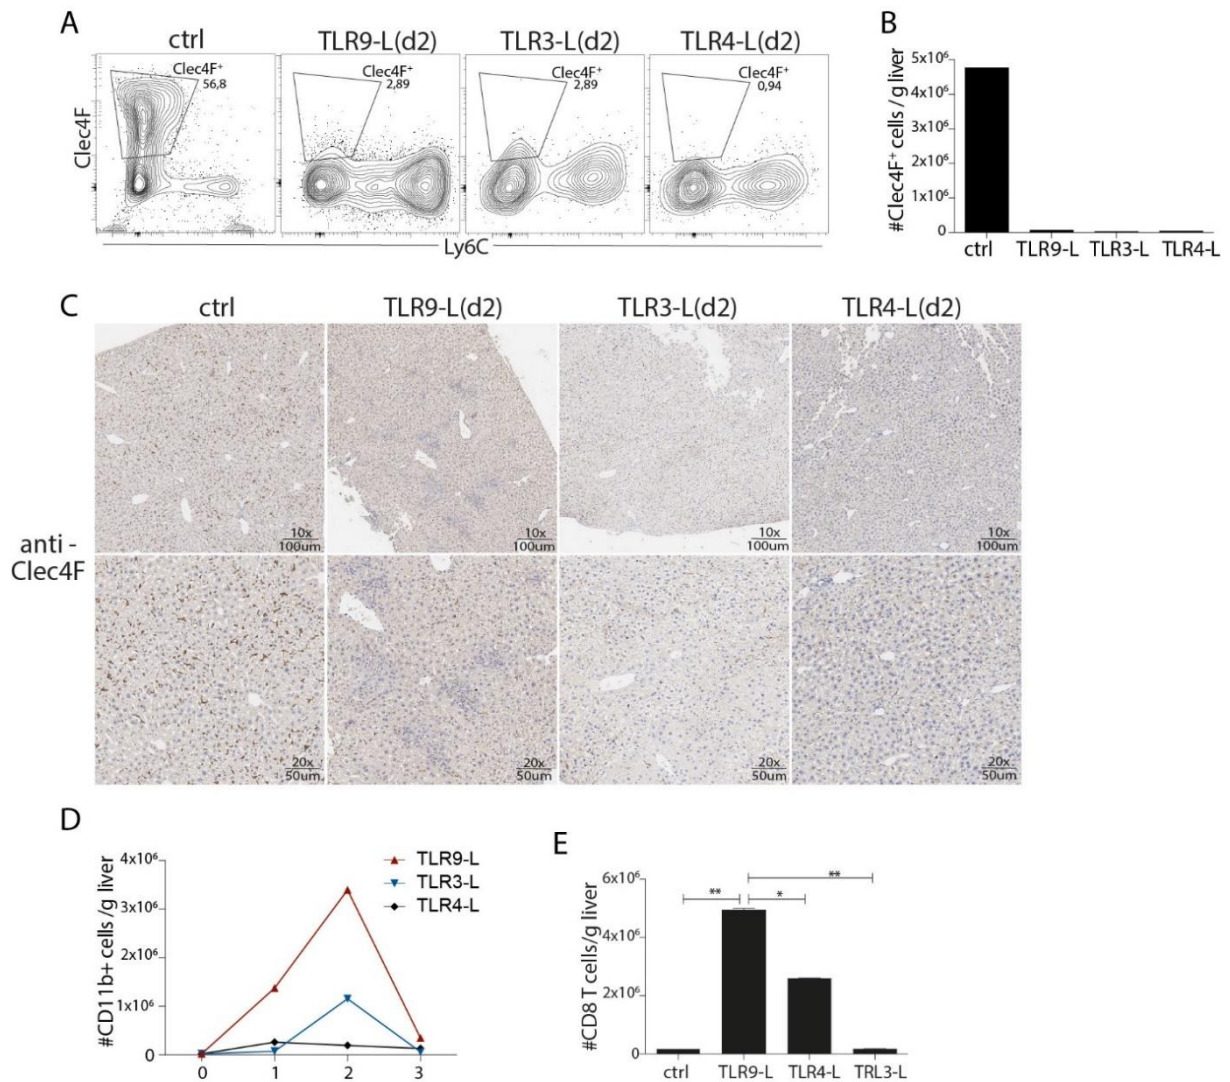 A
ctrl
TLR9-L(d2)
TLR3-L(d2)
TLR4-L(d2)
Clec4F
Clec4F⁺
56,8
Clec4F⁺
2,89
Clec4F⁺
2,89
Clec4F⁺
0,94
Ly6C
B
#Clec4F⁺ cells / g liver
5x10⁶
4x10⁶
3x10⁶
2x10⁶
1x10⁶
0
ctrl TLR9-L TLR3-L TLR4-L
C
ctrl
TLR9-L(d2)
TLR3-L(d2)
TLR4-L(d2)
anti -
Clec4F
10x
100um
10x
100um
10x
100um
10x
100um
20x
50um
20x
50um
20x
50um
20x
50um
D
#CD11b+ cells /g liver
4x10⁶
3x10⁶
2x10⁶
1x10⁶
0
0 1 2 3
TLR9-L
TLR3-L
TLR4-L
E
#CD8 T cells/g liver
6x10⁶
4x10⁶
2x10⁶
0
**
**
*
ctrl TLR9-L TLR4-L TRL3-L